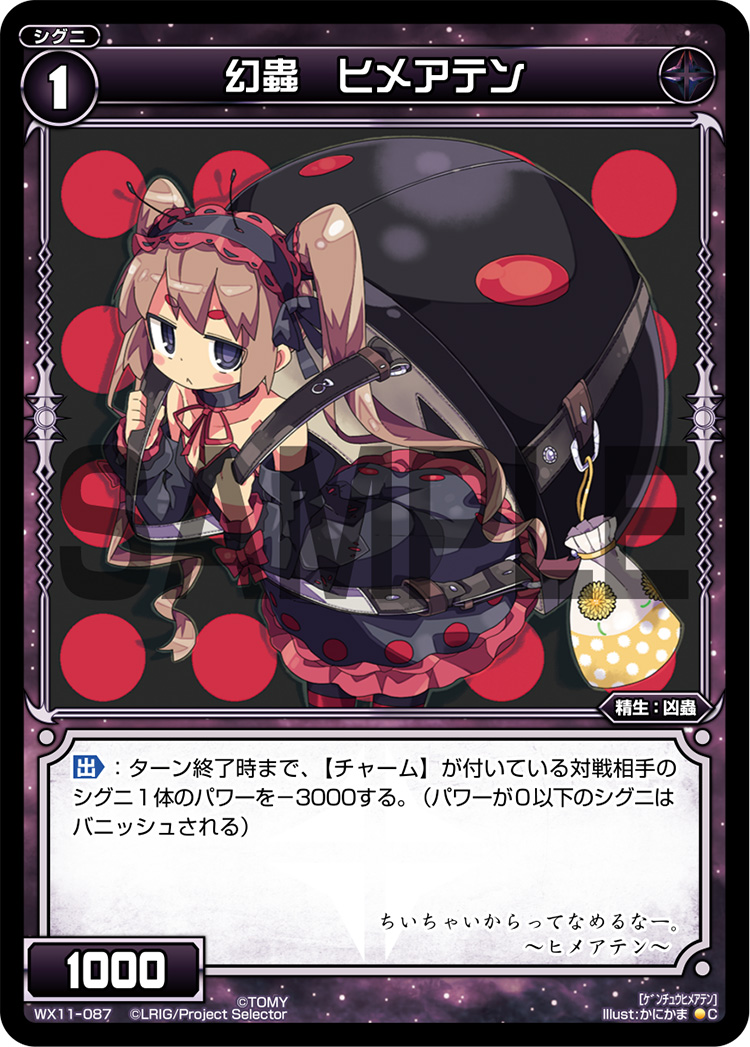 シグニ
1
幻蟲　ヒメアテン
SAMPLE
精生：凶蟲
出：ターン終了時まで、【チャーム】が付いている対戦相手の
シグニ１体のパワーを－3000する。（パワーが０以下のシグニは
バニッシュされる）
ちいちゃいからってなめるなー。
～ヒメアテン～
1000
[ｹﾞﾝﾁｭｳﾋﾒｱﾃﾝ]
©TOMY
WX11-087 ©LRIG/Project Selector
Illust:かにかま C